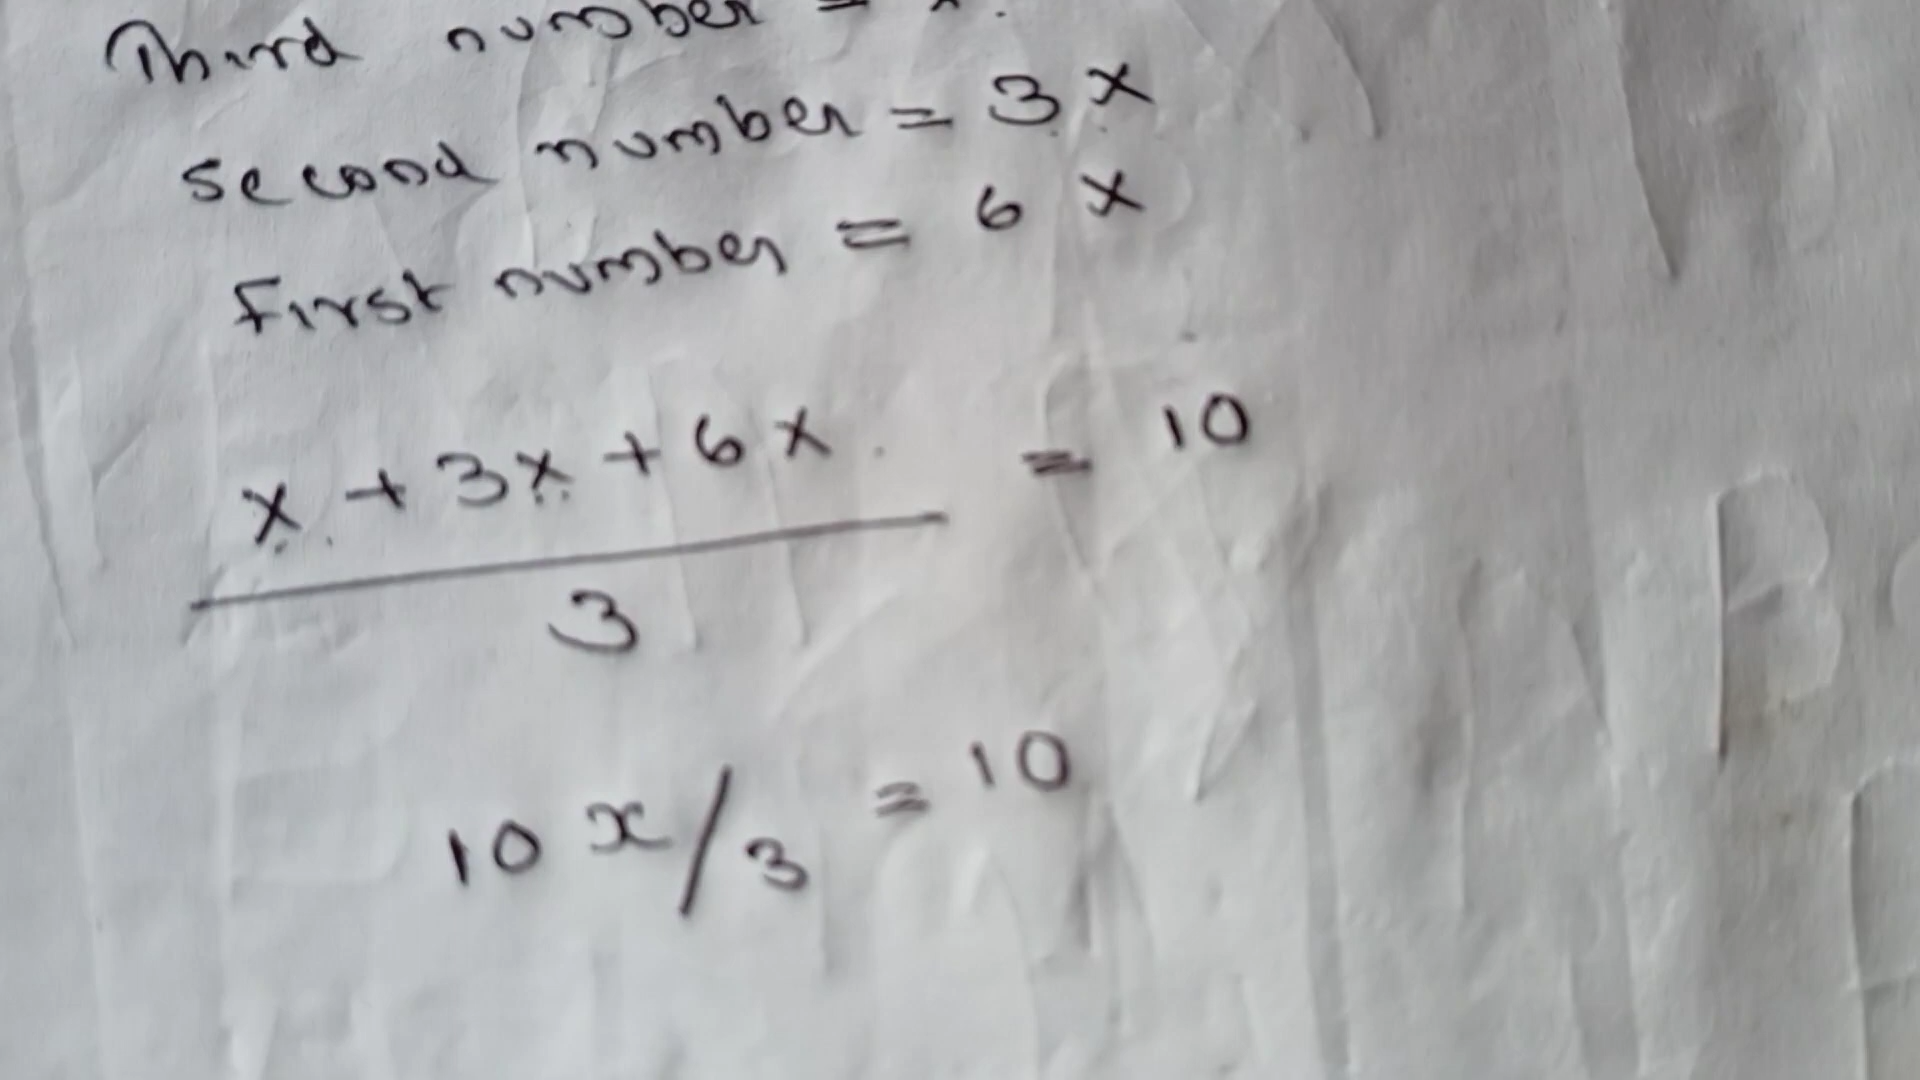 Third number = x.
Second number = 3x
First number = 6x
x + 3x + 6x = 10
3
10x/3 = 10